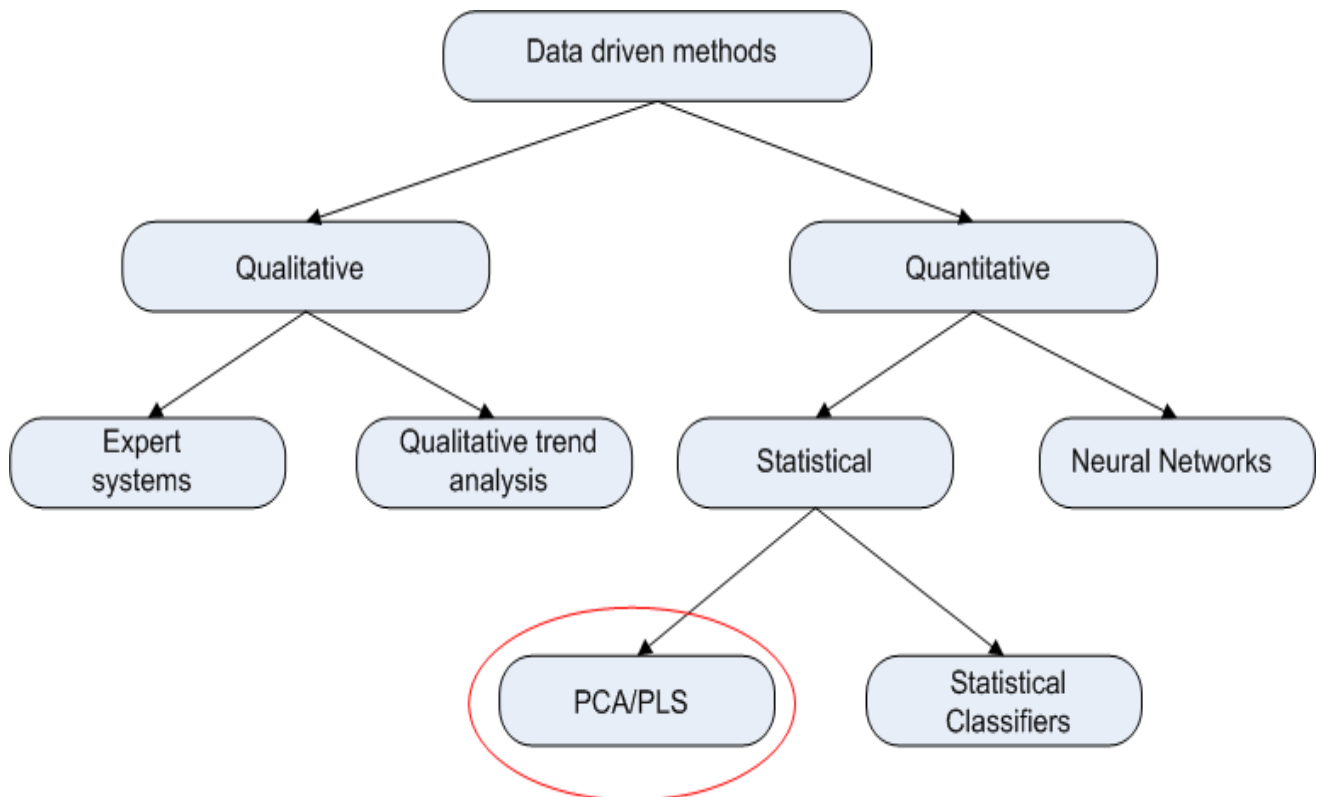 Data driven methods
Qualitative
Quantitative
Expert
systems
Qualitative trend
analysis
Statistical
Neural Networks
PCA/PLS
Statistical
Classifiers